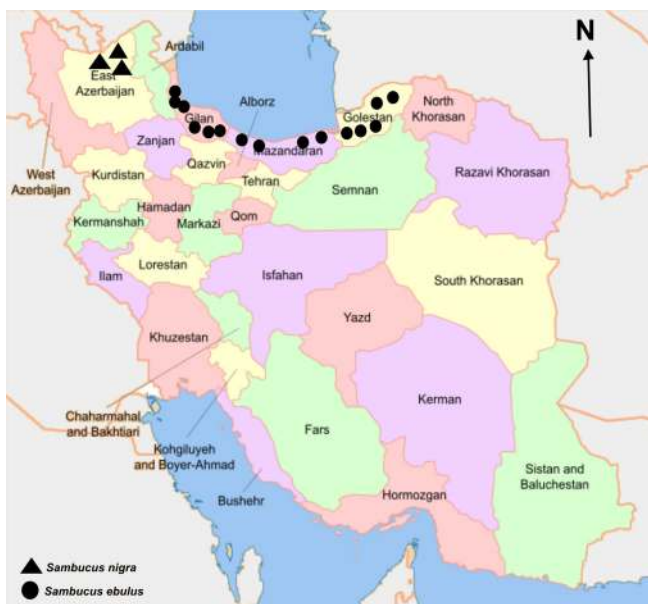 N
Ardabil
East
Azerbaijan
Alborz
Gilan
Golestan
North
Khorasan
Zanjan
Mazandaran
West
Azerbaijan
Qazvin
Tehran
Razavi Khorasan
Kurdistan
Semnan
Hamadan
Markazi
Qom
Kermanshah
Ilam
Lorestan
Isfahan
South Khorasan
Khuzestan
Yazd
Chaharmahal
and Bakhtiari
Kohgiluyeh
and Boyer-Ahmad
Fars
Kerman
Bushehr
Hormozgan
Sistan and
Baluchestan
Sambucus nigra
Sambucus ebulus